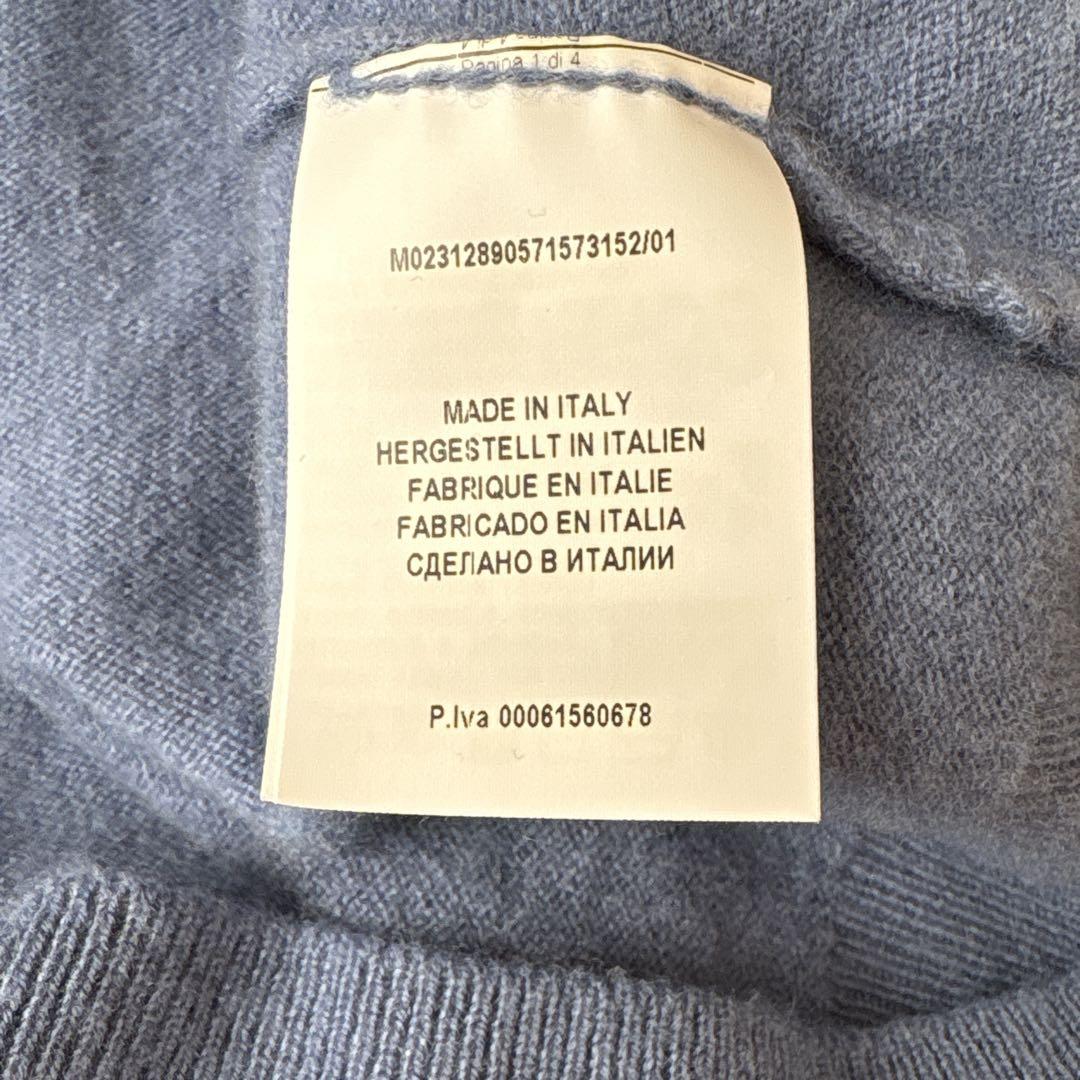 Pagina 1 di 4
M02312890571573152/01
MADE IN ITALY
HERGESTELLT IN ITALIEN
FABRIQUE EN ITALIE
FABRICADO EN ITALIA
СДЕЛАНО В ИТАЛИИ
P.Iva 00061560678